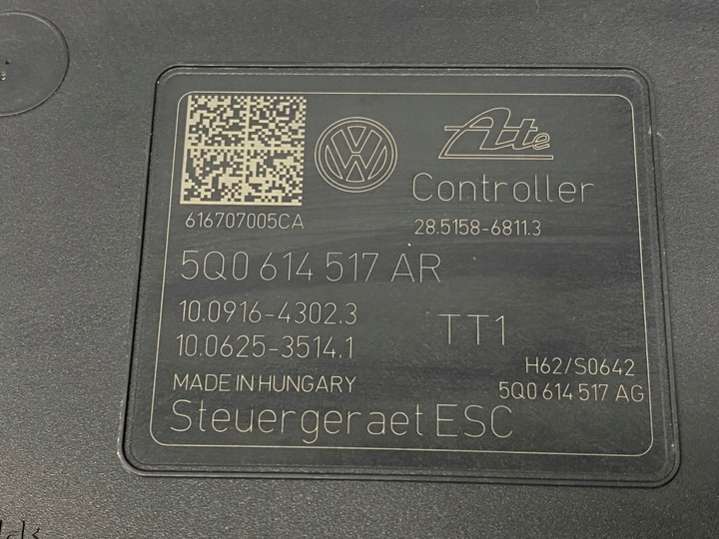 Ate
Controller
616707005CA
28.5158-6811.3
5Q0 614 517 AR
10.0916-4302.3
TT1
10.0625-3514.1
H62/S0642
MADE IN HUNGARY
5Q0 614 517 AG
Steuergeraet ESC